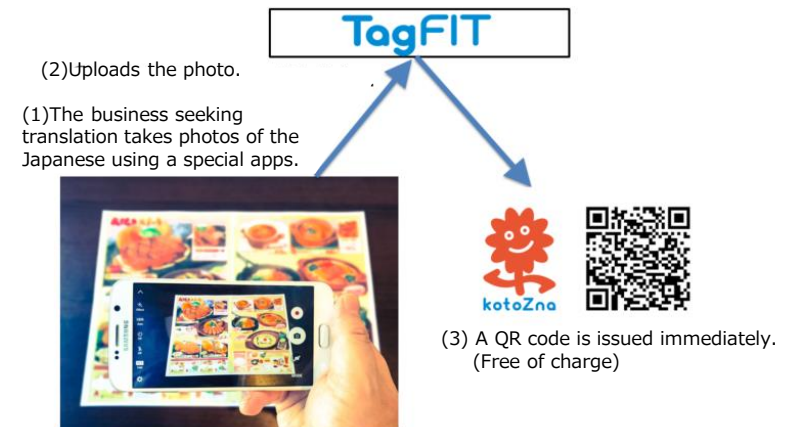 TagFIT
(2)Uploads the photo.
(1)The business seeking
translation takes photos of the
Japanese using a special apps.
SAMSUNG
kotoZna
(3) A QR code is issued immediately.
(Free of charge)